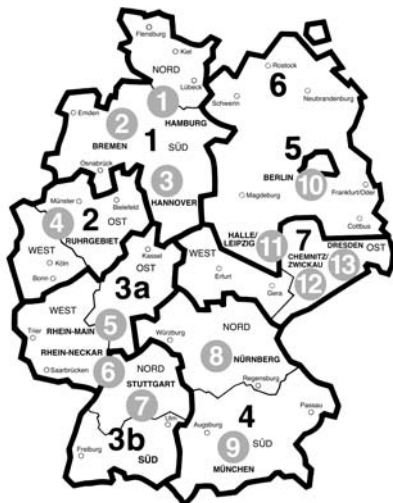 Flensburg
Kiel
NORD
Lübeck
Rostock
6
Schwerin
Neubrandenburg
1
HAMBURG
Emden
2
BREMEN
1
SÜD
5
Osnabrück
3
HANNOVER
BERLIN
10
Magdeburg
Frankfurt/Oder
Münster
2
Bielefeld
4
OST
RUHRGEBIET
Cottbus
HALLE/
LEIPZIG
11
7
DRESDEN
OST
CHEMNITZ/
ZWICKAU
12
13
WEST
Köln
Bonn
Kassel
OST
3a
WEST
Erfurt
Gera
WEST
RHEIN-MAIN
5
Trier
RHEIN-NECKAR
6
Saarbrücken
Würzburg
NORD
8
NÜRNBERG
NORD
STUTTGART
7
Regensburg
Passau
Ulm
Augsburg
4
3b
SÜD
Freiburg
9
SÜD
MÜNCHEN